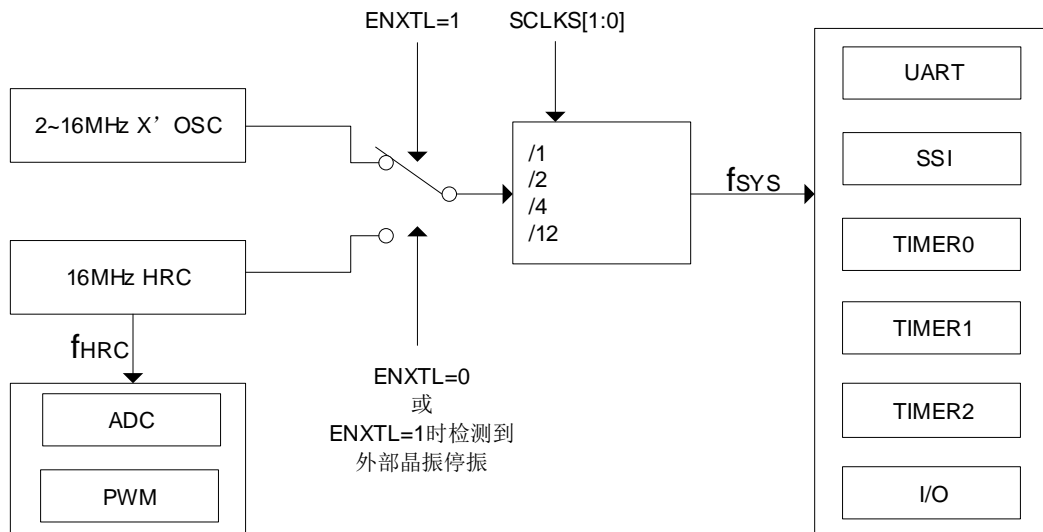 ENXTL=1
SCLKS[1:0]
2~16MHz X’ OSC
16MHz HRC
fHRC
ADC
PWM
ENXTL=0
或
ENXTL=1时检测到
外部晶振停振
/1
/2
/4
/12
fSYS
UART
SSI
TIMER0
TIMER1
TIMER2
I/O